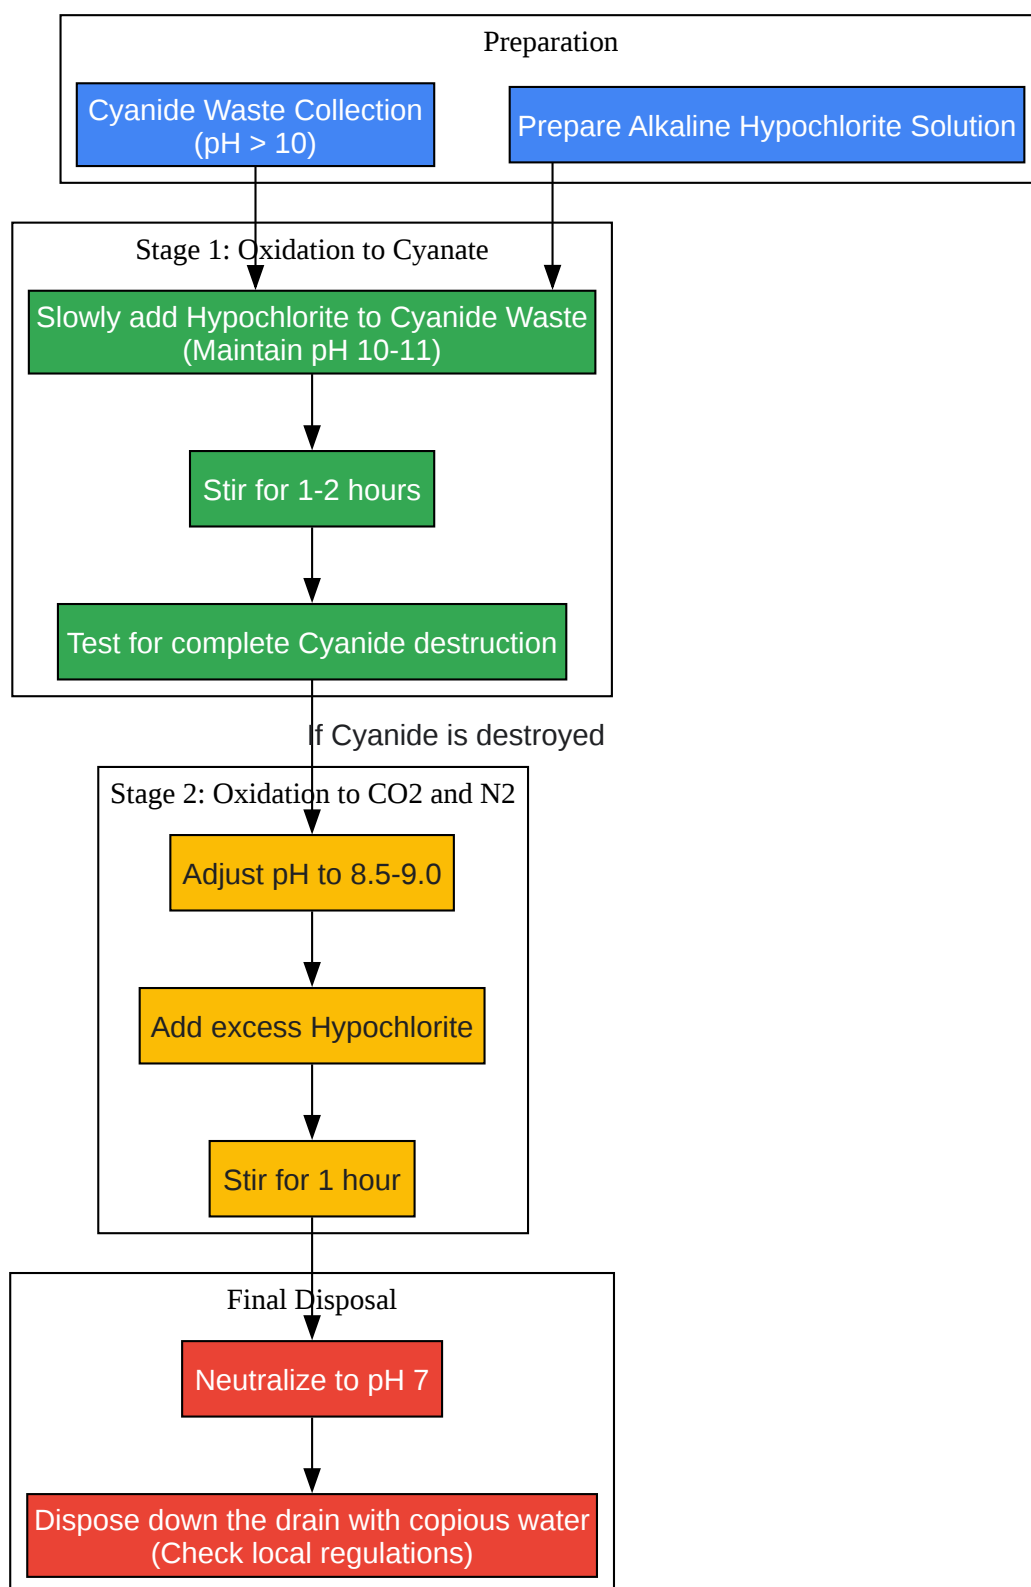 Preparation
Cyanide Waste Collection
(pH > 10)
Prepare Alkaline Hypochlorite Solution
Stage 1: Oxidation to Cyanate
Slowly add Hypochlorite to Cyanide Waste
(Maintain pH 10-11)
Stir for 1-2 hours
Test for complete Cyanide destruction
If Cyanide is destroyed
Stage 2: Oxidation to CO2 and N2
Adjust pH to 8.5-9.0
Add excess Hypochlorite
Stir for 1 hour
Final Disposal
Neutralize to pH 7
Dispose down the drain with copious water
(Check local regulations)